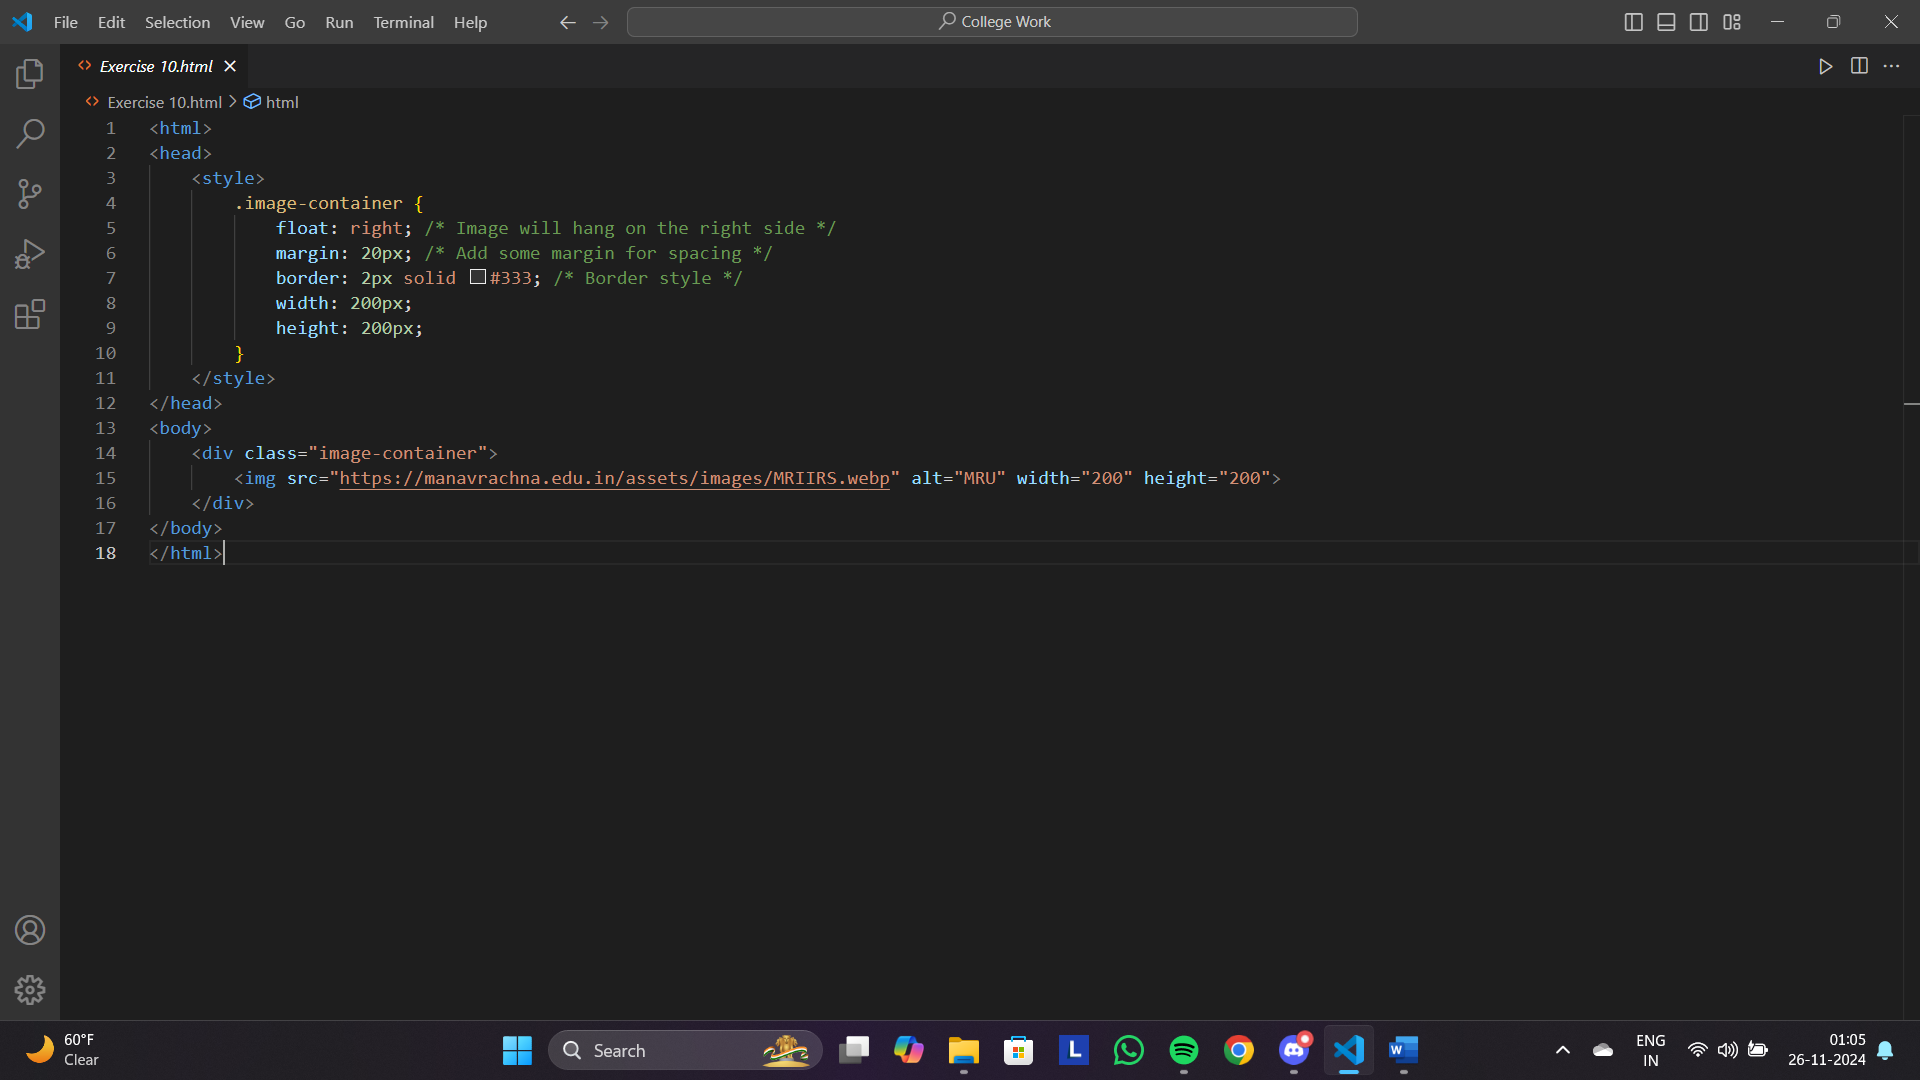 File Edit Selection View Go Run Terminal Help College Work
Exercise 10.html
Exercise 10.html > html
1 <html>
2 <head>
3     <style>
4         .image-container {
5             float: right; /* Image will hang on the right side */
6             margin: 20px; /* Add some margin for spacing */
7             border: 2px solid #333; /* Border style */
8             width: 200px;
9             height: 200px;
10         }
11     </style>
12 </head>
13 <body>
14     <div class="image-container">
15         <img src="https://manavrachna.edu.in/assets/images/MRIIRS.webp" alt="MRU" width="200" height="200">
16     </div>
17 </body>
18 </html>
60°F
Clear
Search
L
W
ENG
IN
01:05
26-11-2024